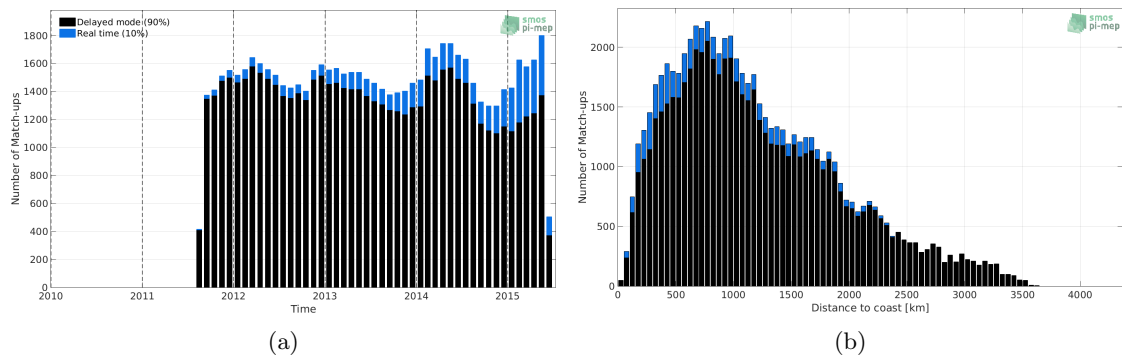 Delayed mode (90%)
Real time (10%)
smos
pi-mep
1800
1600
1400
1200
1000
800
600
400
200
0
Number of Match-ups
2010
2011
2012
2013
2014
2015
Time
(a)
smos
pi-mep
2000
1500
1000
500
0
Number of Match-ups
0
500
1000
1500
2000
2500
3000
3500
4000
Distance to coast [km]
(b)